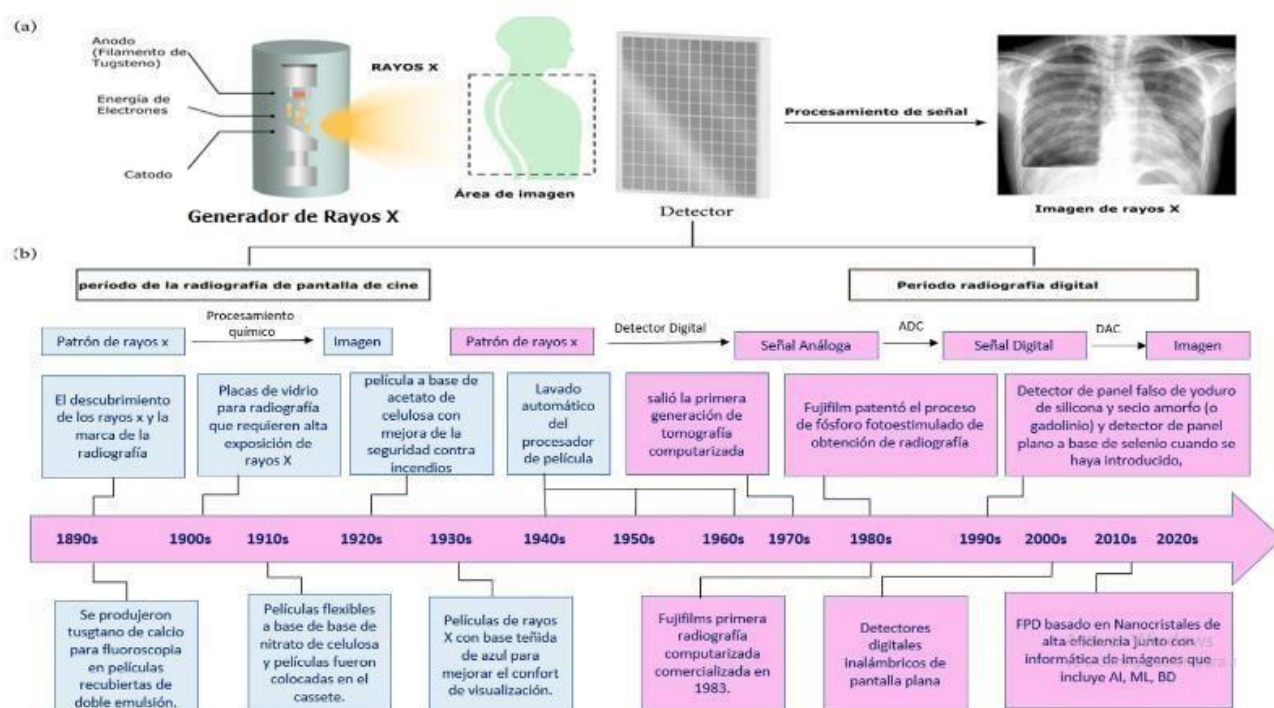 (a)
Anodo
(Filamento de
Tugsteno)
Energía de
Electrones
Catodo
Generador de Rayos X
RAYOS X
Área de imagen
Detector
Procesamiento de señal
Imagen de rayos X
(b)
período de la radiografía de pantalla de cine
Periodo radiografia digital
Patrón de rayos x
Procesamiento
químico
Imagen
Patrón de rayos x
Detector Digital
Señal Análoga
ADC
Señal Digital
DAC
Imagen
El descubrimiento
de los rayos x y la
marca de la
radiografía
Placas de vidrio
para radiografía
que requieren alta
exposición de
rayos X
película a base de
acetato de
celulosa con
mejora de la
seguridad contra
incendios
Lavado
automático
del
procesador
de película
salió la primera
generación de
tomografía
computarizada
Fujifilm patentó el proceso
de fósforo fotoestimulado de
obtención de radiografía
Detector de panel falso de yoduro
de silicona y secio amorfo (o
gadolinio) y detector de panel
plano a base de selenio cuando se
haya introducido,
1890s 1900s 1910s 1920s 1930s 1940s 1950s 1960s 1970s 1980s 1990s 2000s 2010s 2020s
Se produjeron
tusgtano de calcio
para fluoroscopia
en películas
recubiertas de
doble emulsión.
Películas flexibles
a base de base de
nitrato de celulosa
y películas fueron
colocadas en el
cassete.
Películas de rayos
X con base teñida
de azul para
mejorar el confort
de visualización.
Fujifilms primera
radiografía
computarizada
comercializada en
1983.
Detectores
digitales
inalámbricos de
pantalla plana
FPD basado en Nanocristales de
alta eficiencia junto con
informática de imágenes que
incluye AI, ML, BD